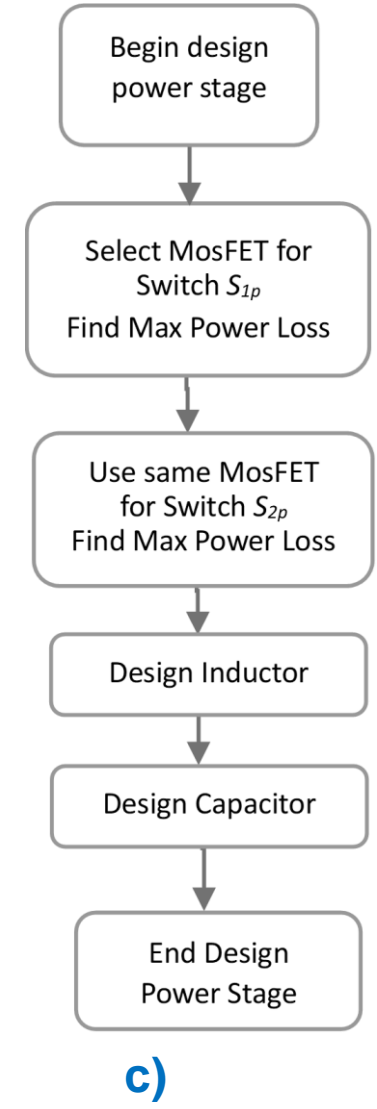 Begin design
power stage
Select MosFET for
Switch S1p
Find Max Power Loss
Use same MosFET
for Switch S2p
Find Max Power Loss
Design Inductor
Design Capacitor
End Design
Power Stage
c)